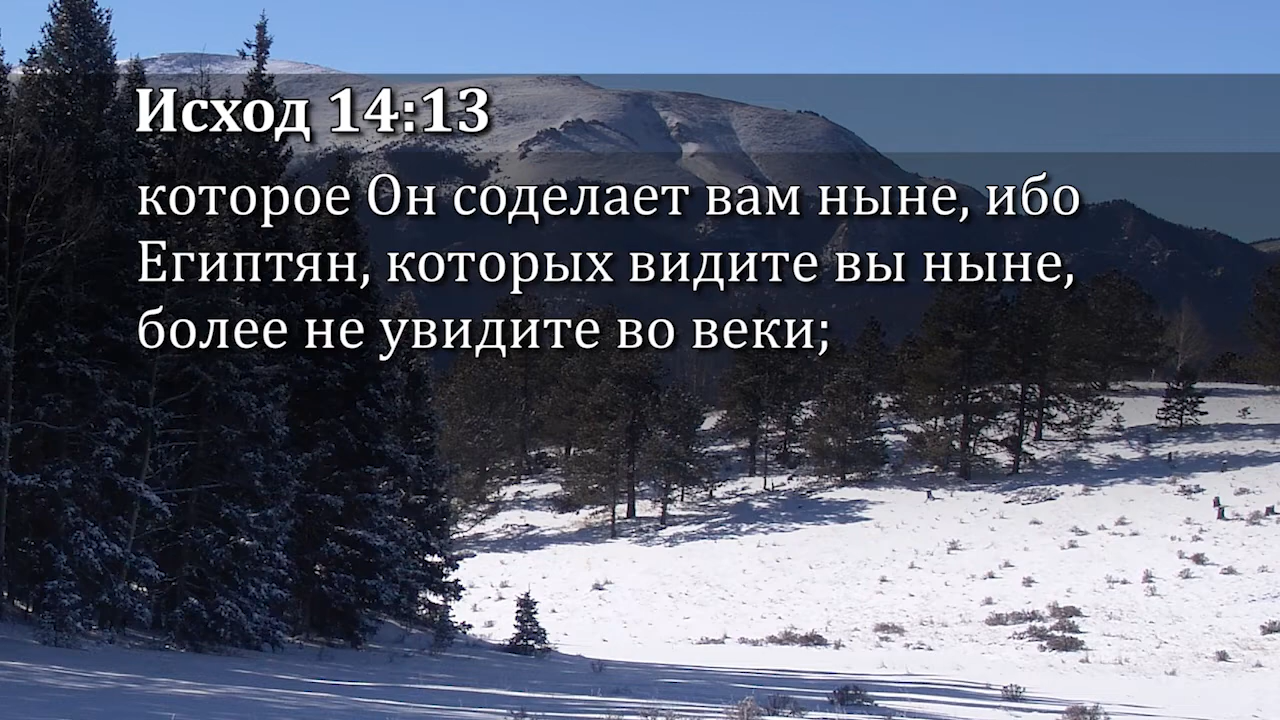 Исход 14:13
которое Он соделает вам ныне, ибо
Египтян, которых видите вы ныне,
более не увидите во веки;